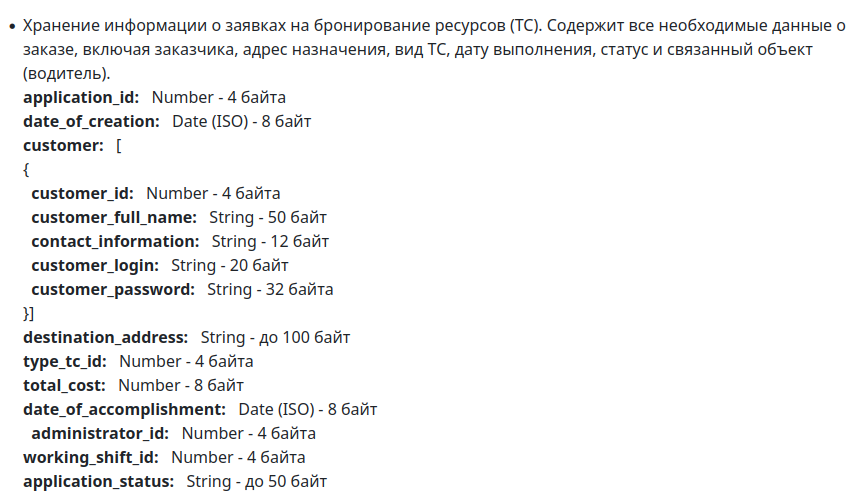 • Хранение информации о заявках на бронирование ресурсов (ТС). Содержит все необходимые данные о
заказе, включая заказчика, адрес назначения, вид ТС, дату выполнения, статус и связанный объект
(водитель).
application_id: Number - 4 байта
date_of_creation: Date (ISO) - 8 байт
customer: [
{
customer_id: Number - 4 байта
customer_full_name: String - 50 байт
contact_information: String - 12 байт
customer_login: String - 20 байт
customer_password: String - 32 байта
}]
destination_address: String - до 100 байт
type_tc_id: Number - 4 байта
total_cost: Number - 8 байт
date_of_accomplishment: Date (ISO) - 8 байт
administrator_id: Number - 4 байта
working_shift_id: Number - 4 байта
application_status: String - до 50 байт